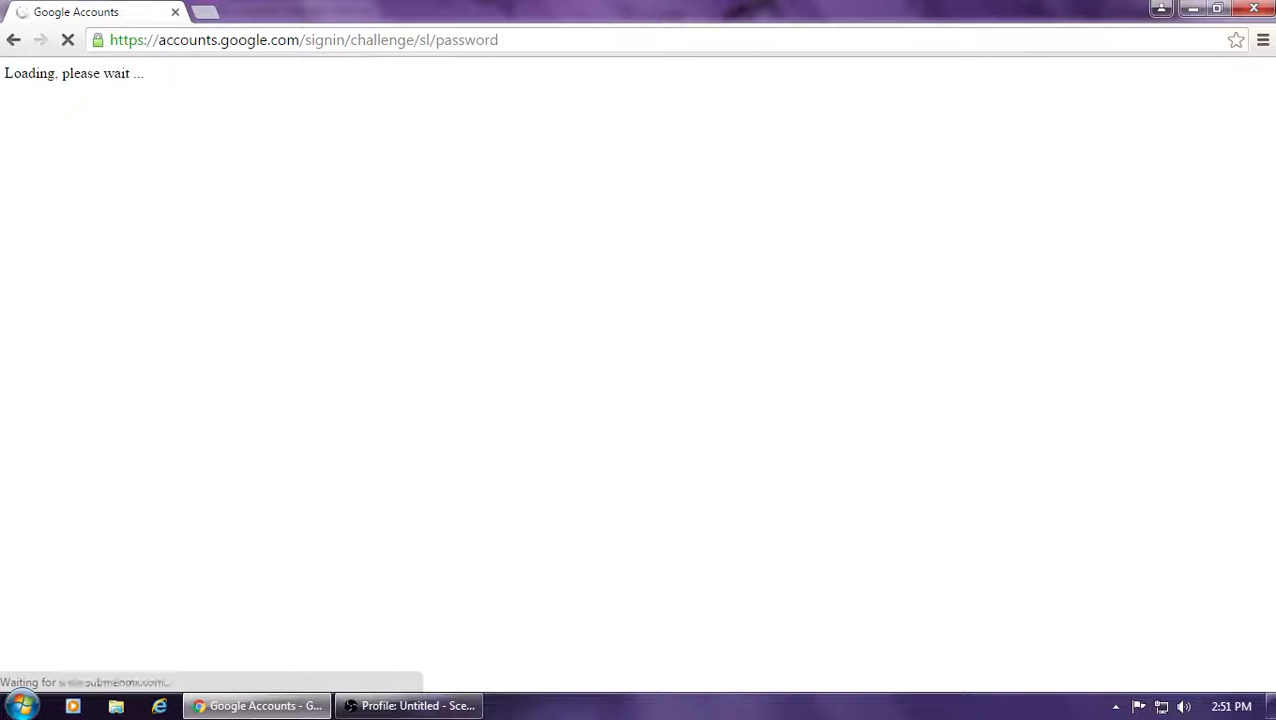 Google Accounts
https://accounts.google.com/signin/challenge/sl/password
Loading, please wait ...
Waiting for
Google Accounts - G...
Profile: Untitled - Sce...
2:51 PM